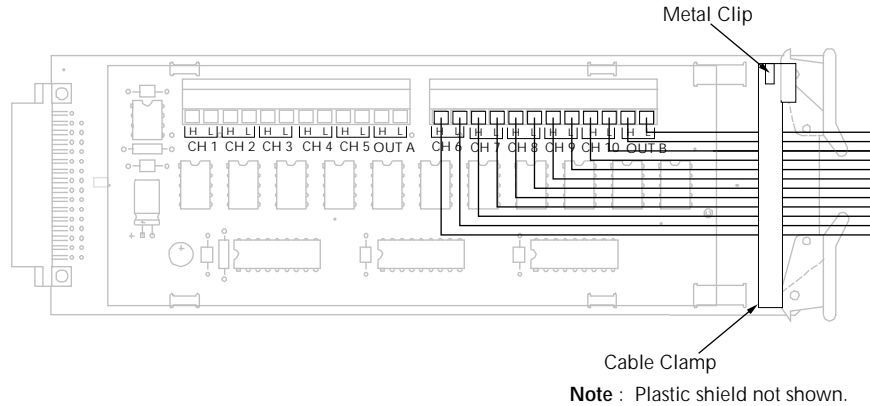 Metal Clip
H L H L H L H L H L H L
CH 1 CH 2 CH 3 CH 4 CH 5 OUT A
H L H L H L H L H L H L
CH 6 CH 7 CH 8 CH 9 CH 10 OUT B
+
Cable Clamp
Note : Plastic shield not shown.